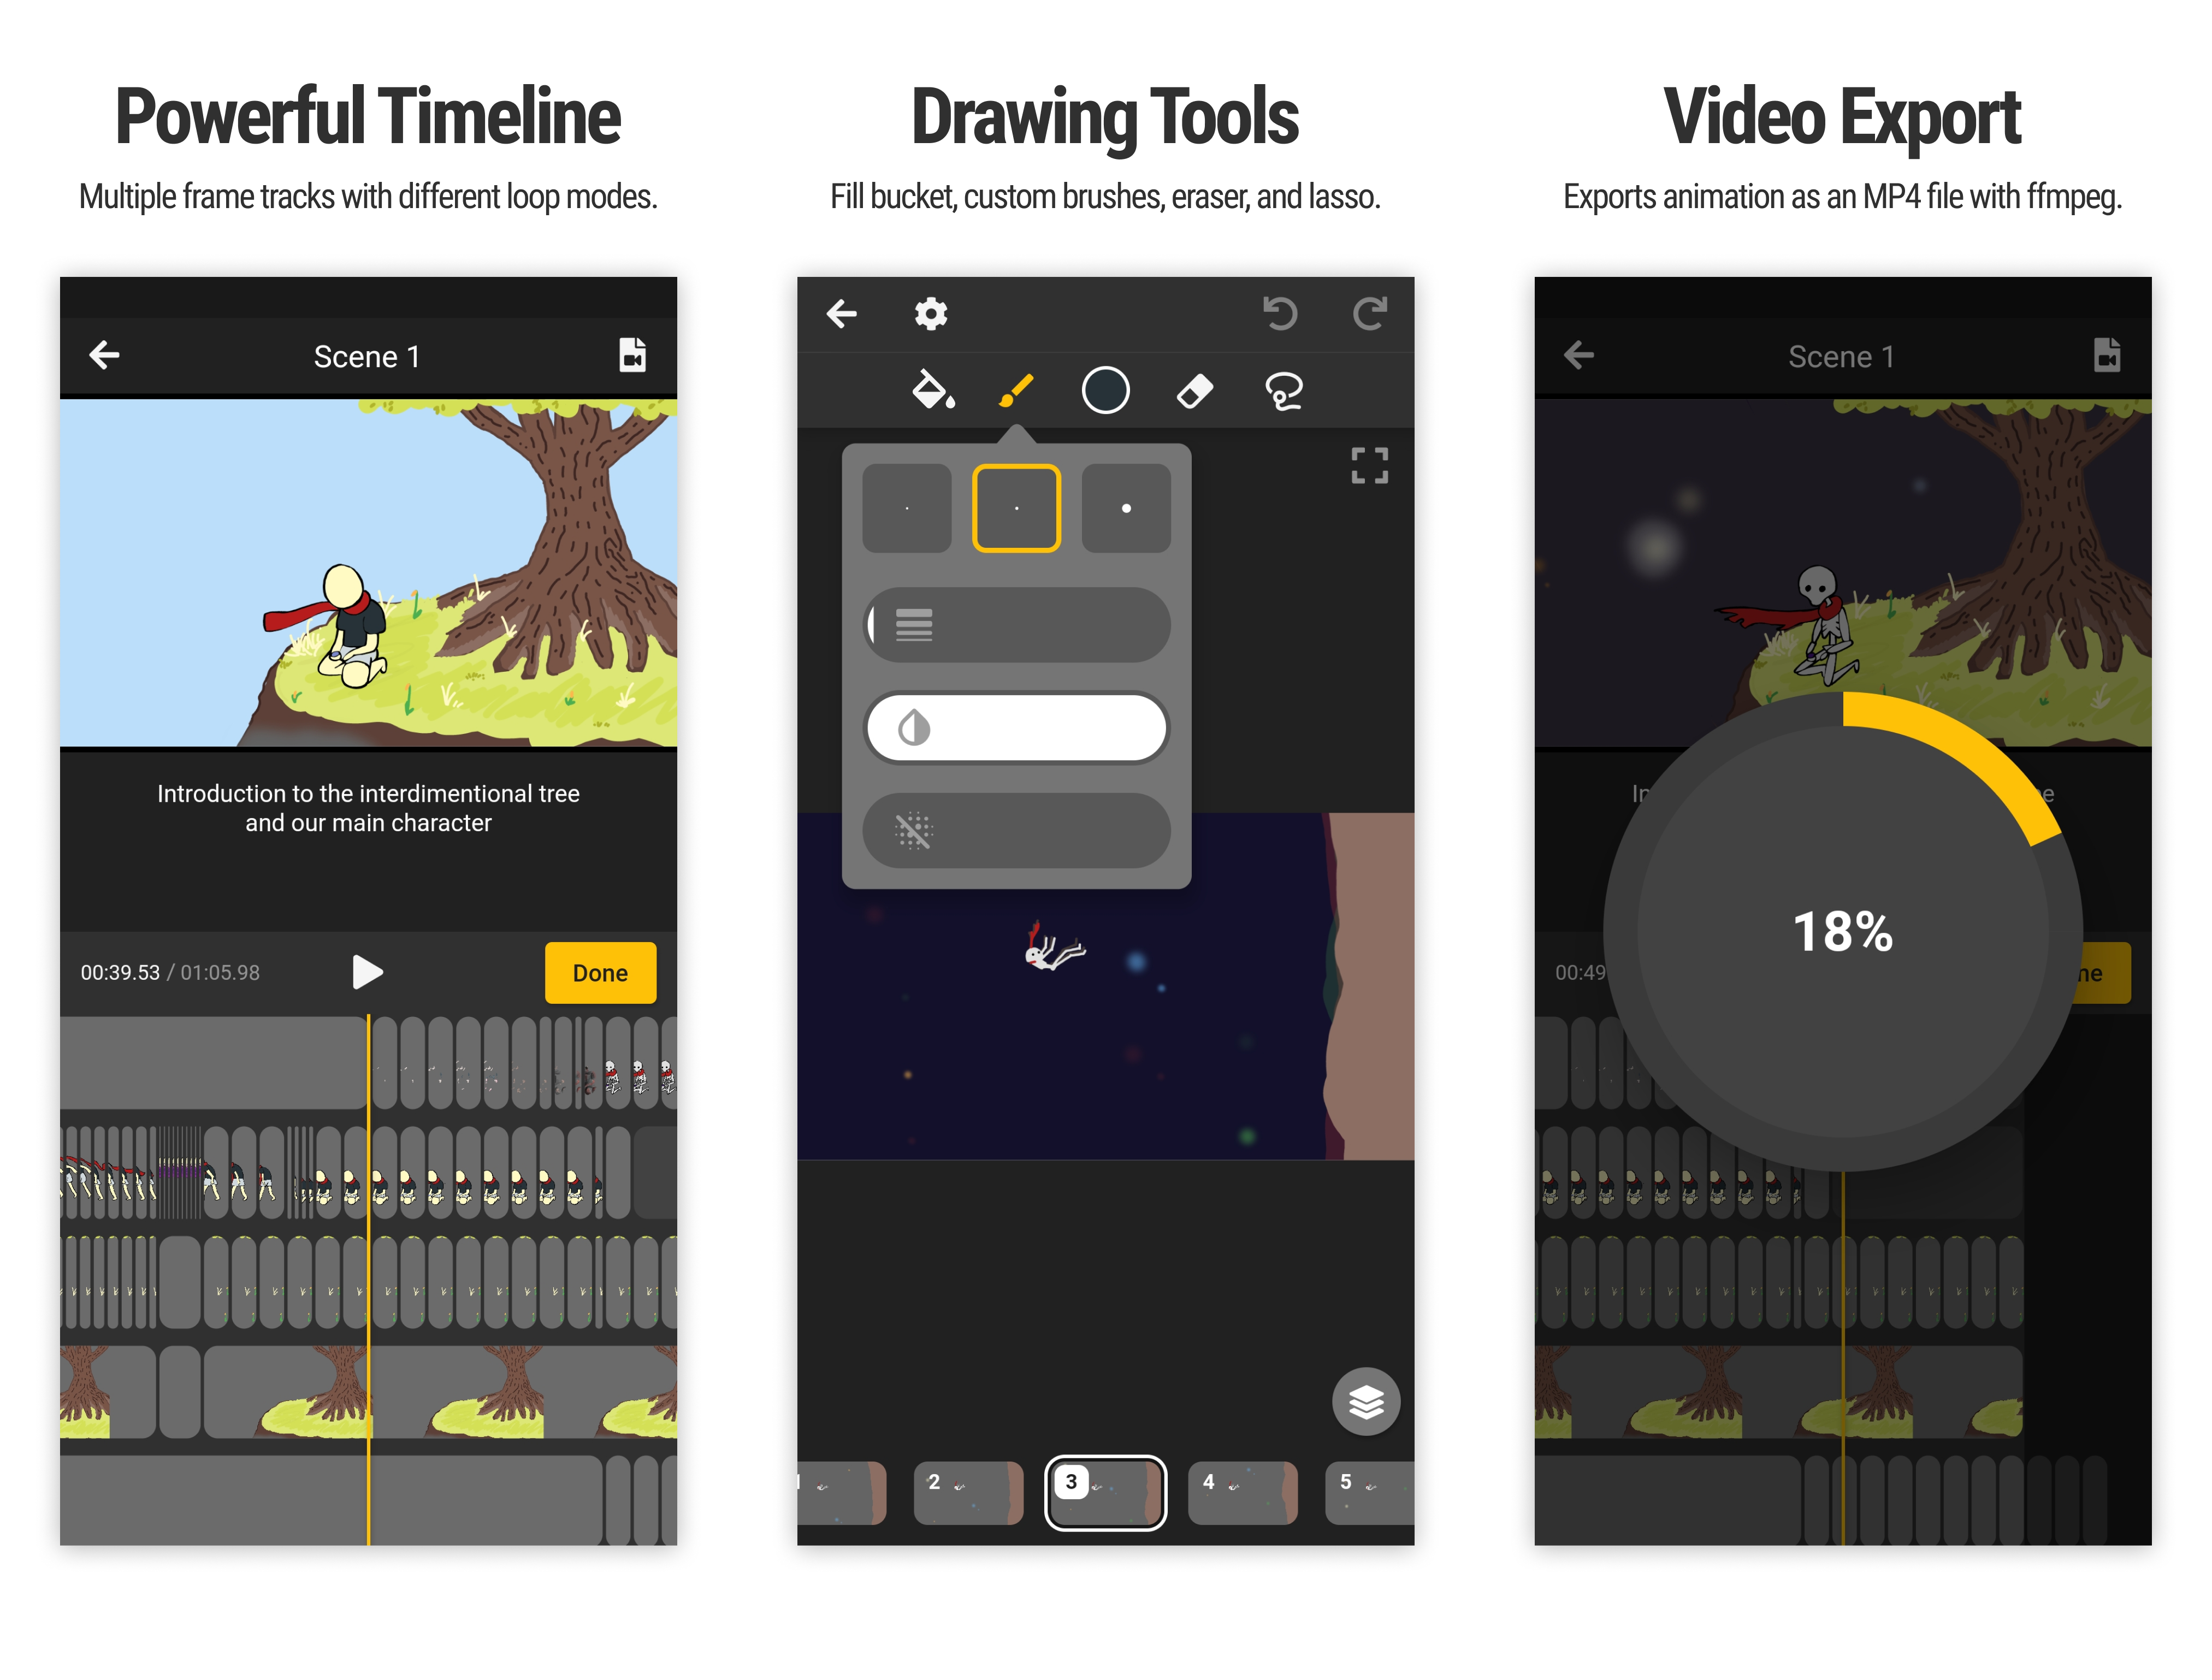 Powerful Timeline
Multiple frame tracks with different loop modes.
Scene 1
Introduction to the interdimentional tree
and our main character
00:39.53 / 01:05.98
Done
Drawing Tools
Fill bucket, custom brushes, eraser, and lasso.
1
2
3
4
5
Video Export
Exports animation as an MP4 file with ffmpeg.
Scene 1
In
e
18%
00:49
ne